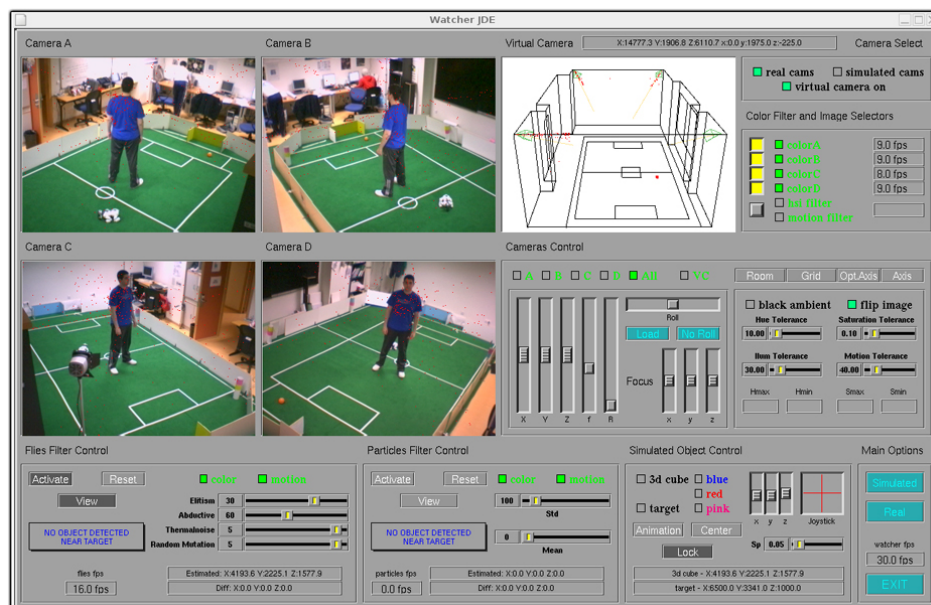 Watcher JDE
Camera A
Camera B
Virtual Camera
X:14777.3 Y:1906.8 Z:6110.7 x:0.0 y:1975.0 z:-225.0
Camera Select
real cams
simulated cams
virtual camera on
Color Filter and Image Selectors
colorA
9.0 fps
colorB
9.0 fps
colorC
8.0 fps
colorD
9.0 fps
hsi filter
motion filter
Camera C
Camera D
Cameras Control
A
B
C
D
All
VC
Room
Grid
Opt.Axis
Axis
Roll
Load
No Roll
Focus
X
Y
Z
f
R
x
y
z
black ambient
flip image
Hue Tolerance
Saturation Tolerance
10.00
0.10
Ilum Tolerance
Motion Tolerance
30.00
40.00
Hmax
Hmin
Smax
Smin
Flies Filter Control
Activate
Reset
color
motion
View
Elitism
30
Abductive
60
Thermalnoise
5
Random Mutation
5
NO OBJECT DETECTED
NEAR TARGET
flies fps
16.0 fps
Estimated: X:4193.6 Y:2225.1 Z:1577.9
Diff: X:0.0 Y:0.0 Z:0.0
Particles Filter Control
Activate
Reset
color
motion
View
100
Std
0
Mean
NO OBJECT DETECTED
NEAR TARGET
particles fps
0.0 fps
Estimated: X:0.0 Y:0.0 Z:0.0
Diff: X:0.0 Y:0.0 Z:0.0
Simulated Object Control
3d cube
blue
red
target
pink
Animation
Center
Lock
x
y
z
Joystick
Sp
0.05
3d cube - X:4193.6 Y:2225.1 Z:1577.9
target - X:6500.0 Y:3341.0 Z:1000.0
Main Options
Simulated
Real
watcher fps
30.0 fps
EXIT